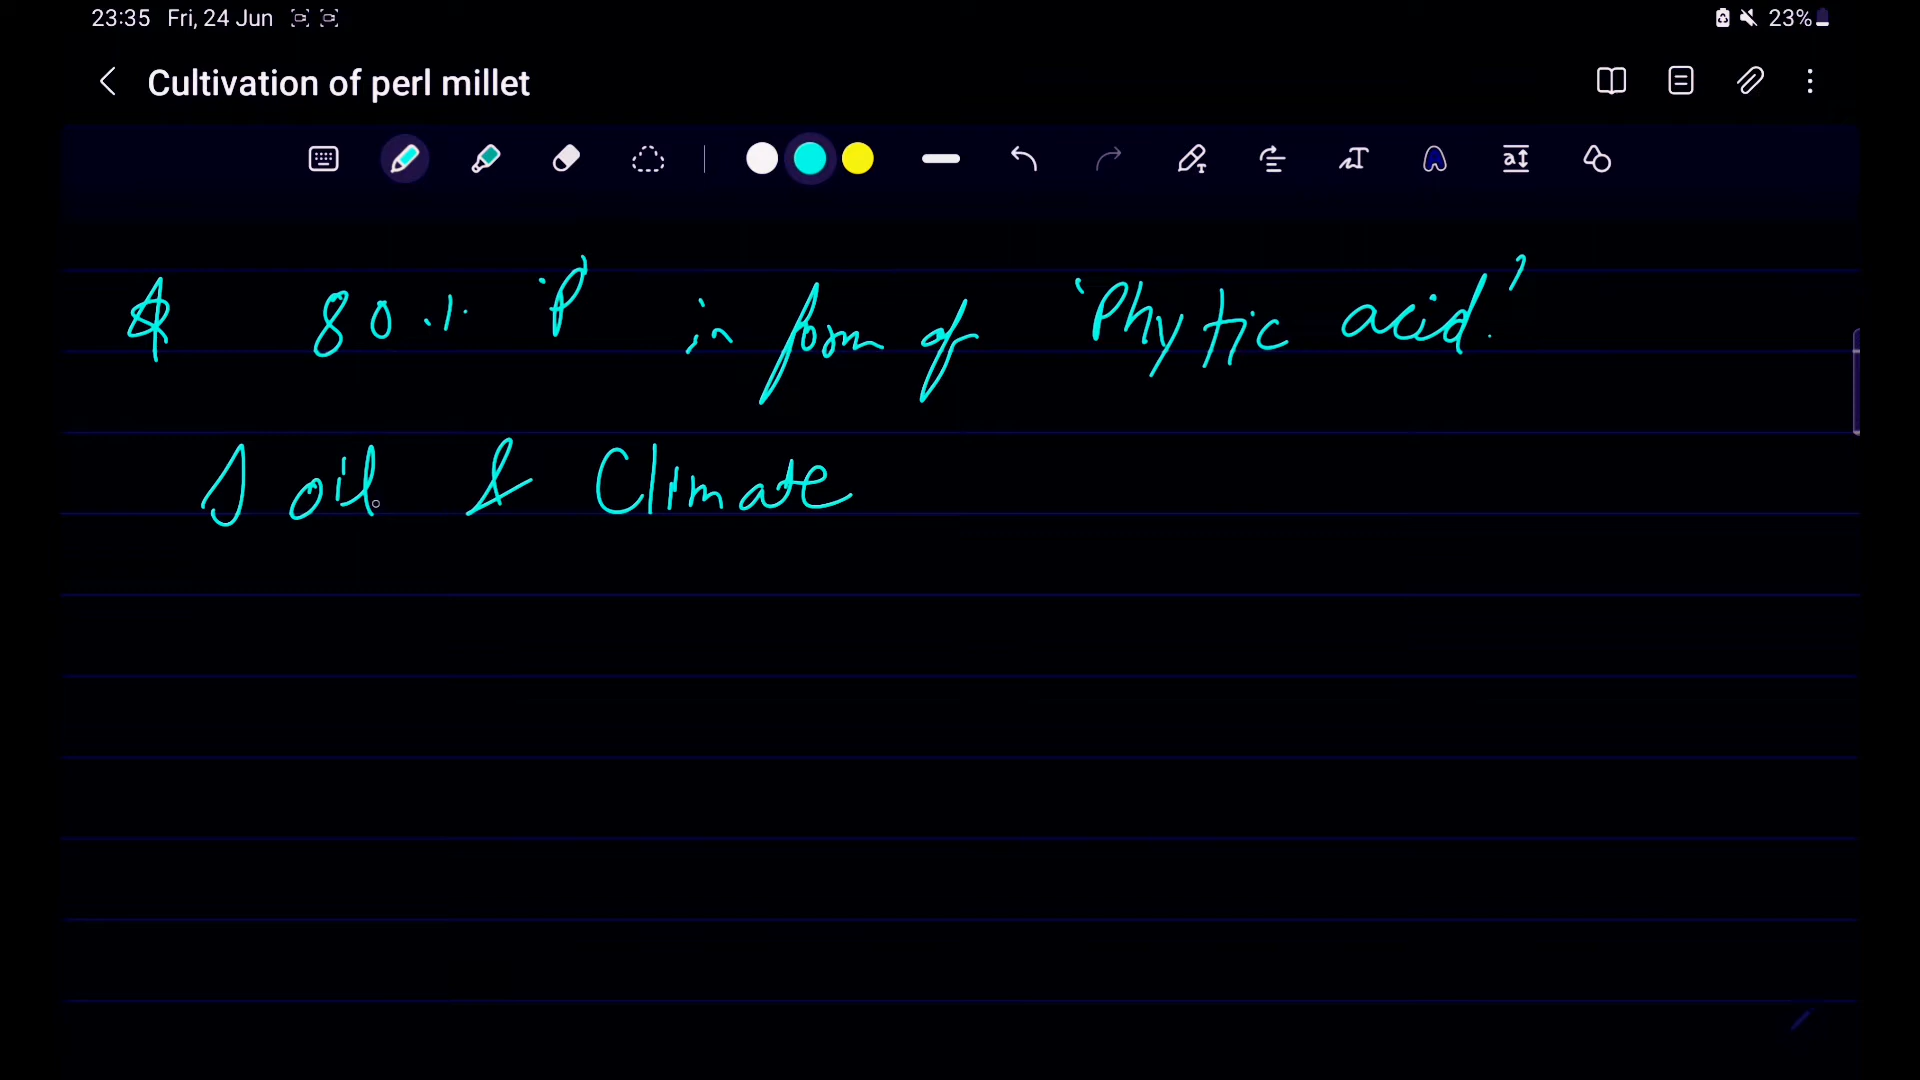 23:35 Fri, 24 Jun 23%
Cultivation of perl millet
80% 'P' in form of 'Phytic acid.'
Soil & Climate